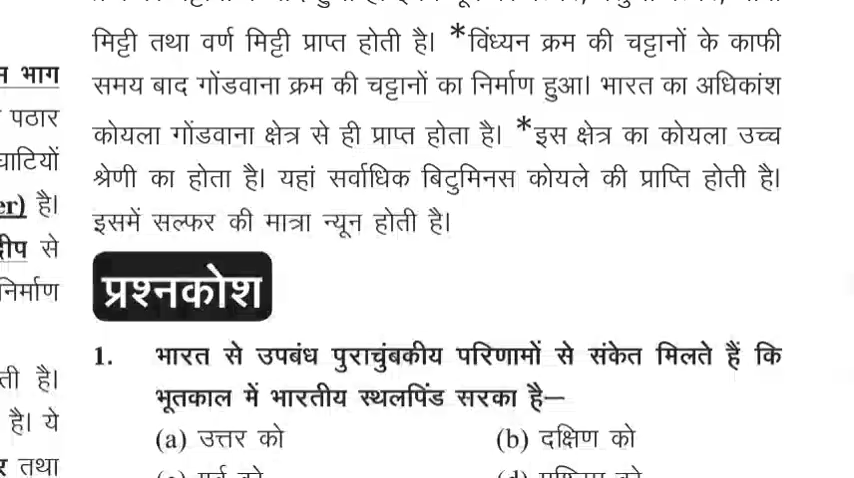 न भाग
पठार
घाटियों
er) है।
द्वीप से
निर्माण
ती है।
है। ये
तथा
मिट्टी तथा वर्ण मिट्टी प्राप्त होती है। *विंध्यन क्रम की चट्टानों के काफी
समय बाद गोंडवाना क्रम की चट्टानों का निर्माण हुआ। भारत का अधिकांश
कोयला गोंडवाना क्षेत्र से ही प्राप्त होता है। *इस क्षेत्र का कोयला उच्च
श्रेणी का होता है। यहां सर्वाधिक बिटुमिनस कोयले की प्राप्ति होती है।
इसमें सल्फर की मात्रा न्यून होती है।
प्रश्नकोश
1. भारत से उपबंध पुराचुंबकीय परिणामों से संकेत मिलते हैं कि
भूतकाल में भारतीय स्थलपिंड सरका है—
(a) उत्तर को (b) दक्षिण को